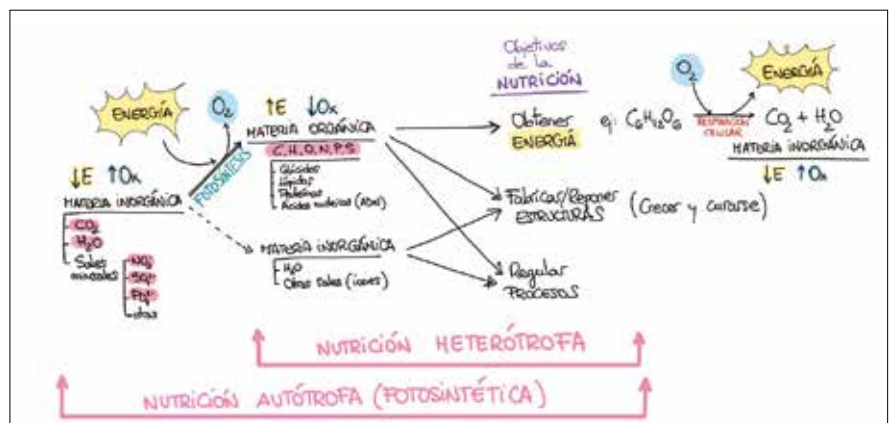 Objetivos
de la
NUTRICIÓN
ENERGÍA
O₂
↑E ↓Ox
MATERIA ORGÁNICA
C,H,O,N,P,S
Glúcidos
Lípidos
Proteínas
Ácidos nucleicos (ADN)
FOTOSÍNTESIS
↓E ↑Ox
MATERIA INORGÁNICA
CO₂
H₂O
Sales
minerales
NO₃⁻
SO₄²⁻
PO₄³⁻
otras
MATERIA INORGÁNICA
H₂O
Otras sales (iones)
Obtener
ENERGÍA
ej: C₆H₁₂O₆
O₂
RESPIRACIÓN
CELULAR
ENERGÍA
CO₂ + H₂O
MATERIA INORGÁNICA
↓E ↑Ox
Fabricar/Reponer
ESTRUCTURAS
(Crecer y curarse)
Regular
PROCESOS
NUTRICIÓN HETERÓTROFA
NUTRICIÓN AUTÓTROFA (FOTOSINTÉTICA)